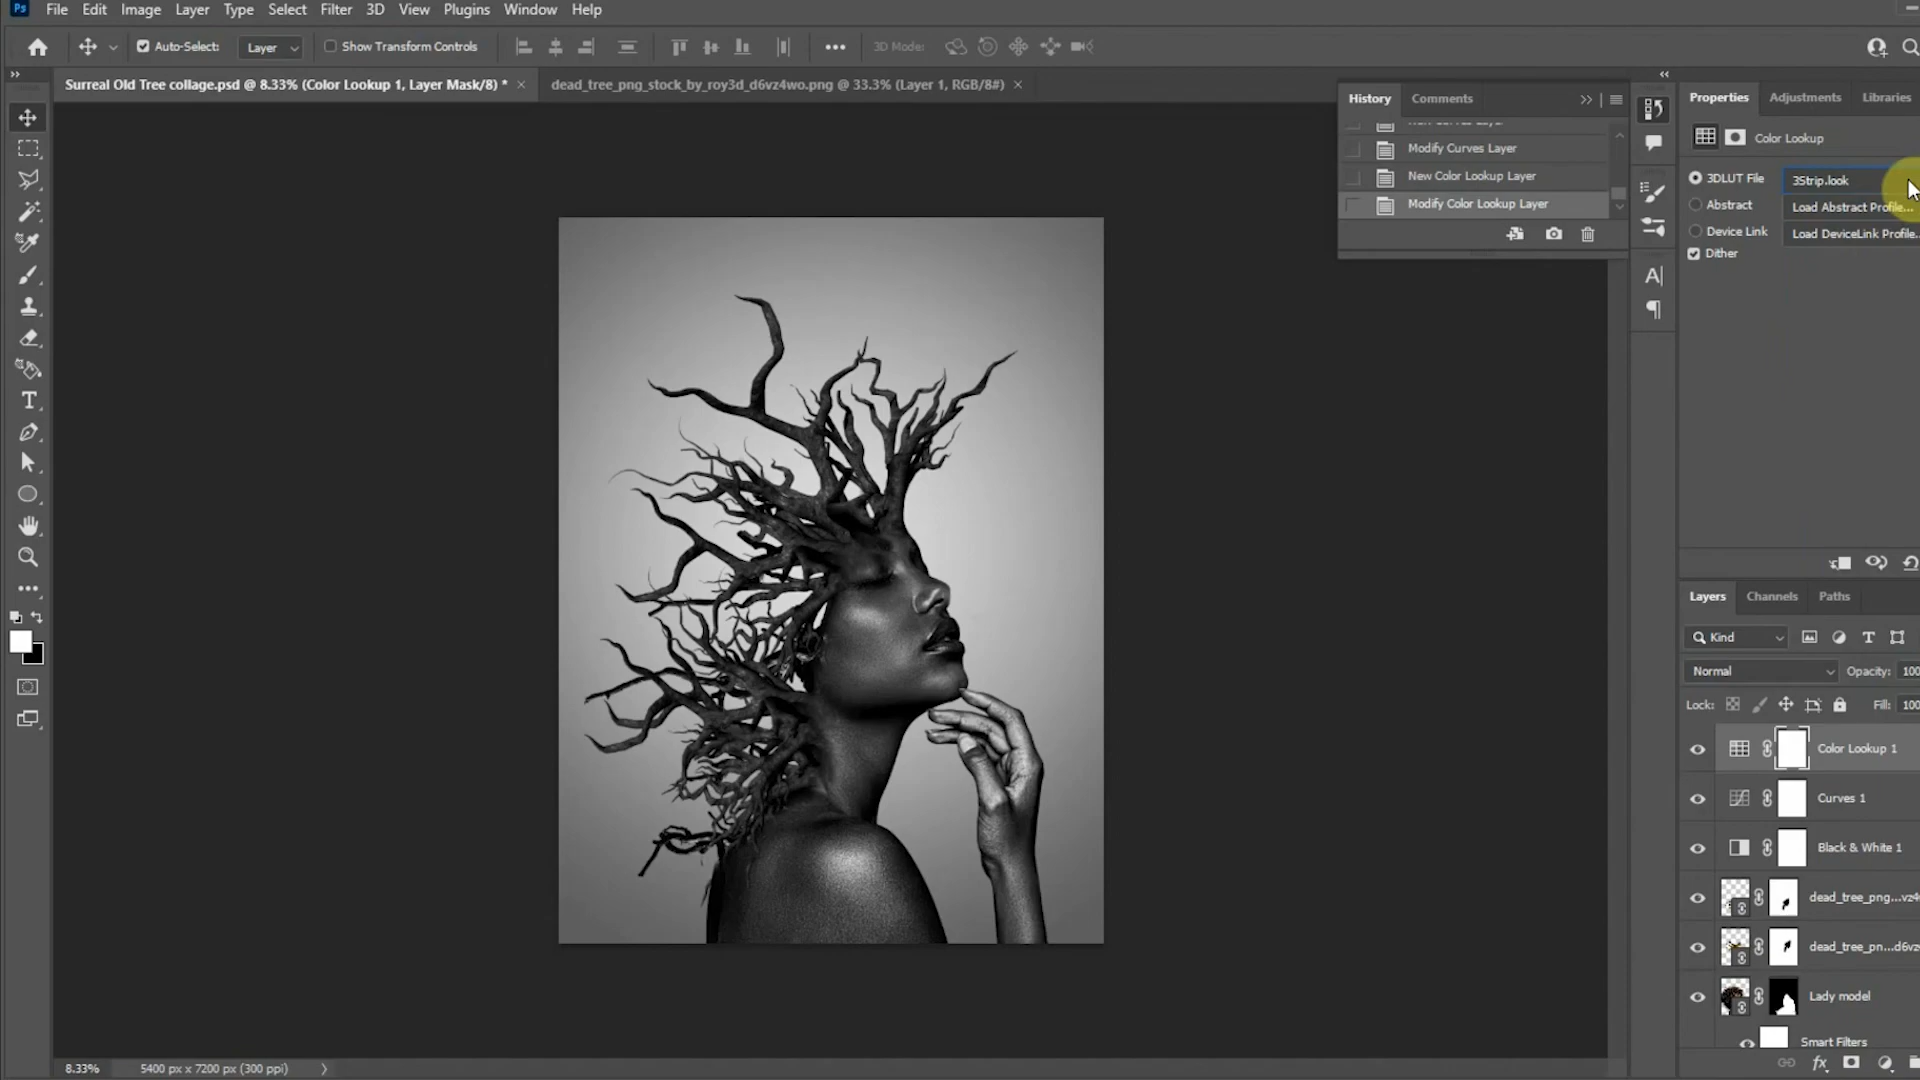 Ps File Edit Image Layer Type Select Filter 3D View Plugins Window Help
Auto-Select: Layer Show Transform Controls 3D Mode:
Surreal Old Tree collage.psd @ 8.33% (Color Lookup 1, Layer Mask/8) * dead_tree_png_stock_by_roy3d_d6vz4wo.png @ 33.3% (Layer 1, RGB/8#)
History Comments
Modify Curves Layer
New Color Lookup Layer
Modify Color Lookup Layer
Properties Adjustments Libraries
Color Lookup
3DLUT File 3Strip.look
Abstract Load Abstract Profile...
Device Link Load DeviceLink Profile..
Dither
Layers Channels Paths
Kind
Normal Opacity: 100
Lock: Fill: 100
Color Lookup 1
Curves 1
Black & White 1
dead_tree_png...vz4
dead_tree_pn...d6vz
Lady model
Smart Filters
8.33% 5400 px x 7200 px (300 ppi)